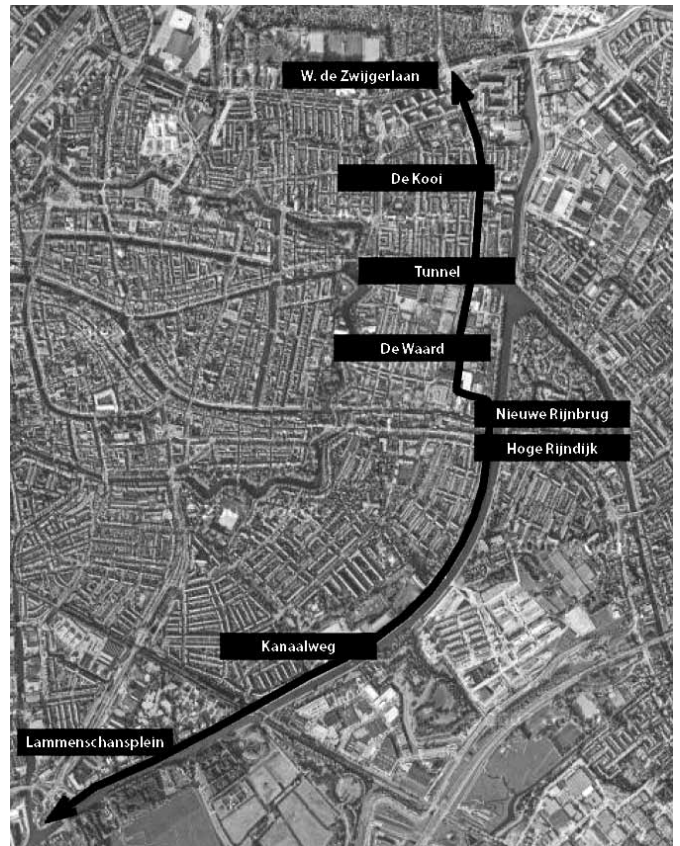 W. de Zwijgerlaan
De Kooi
Tunnel
De Waard
Nieuwe Rijnbrug
Hoge Rijndijk
Kanaalweg
Lammenschansplein